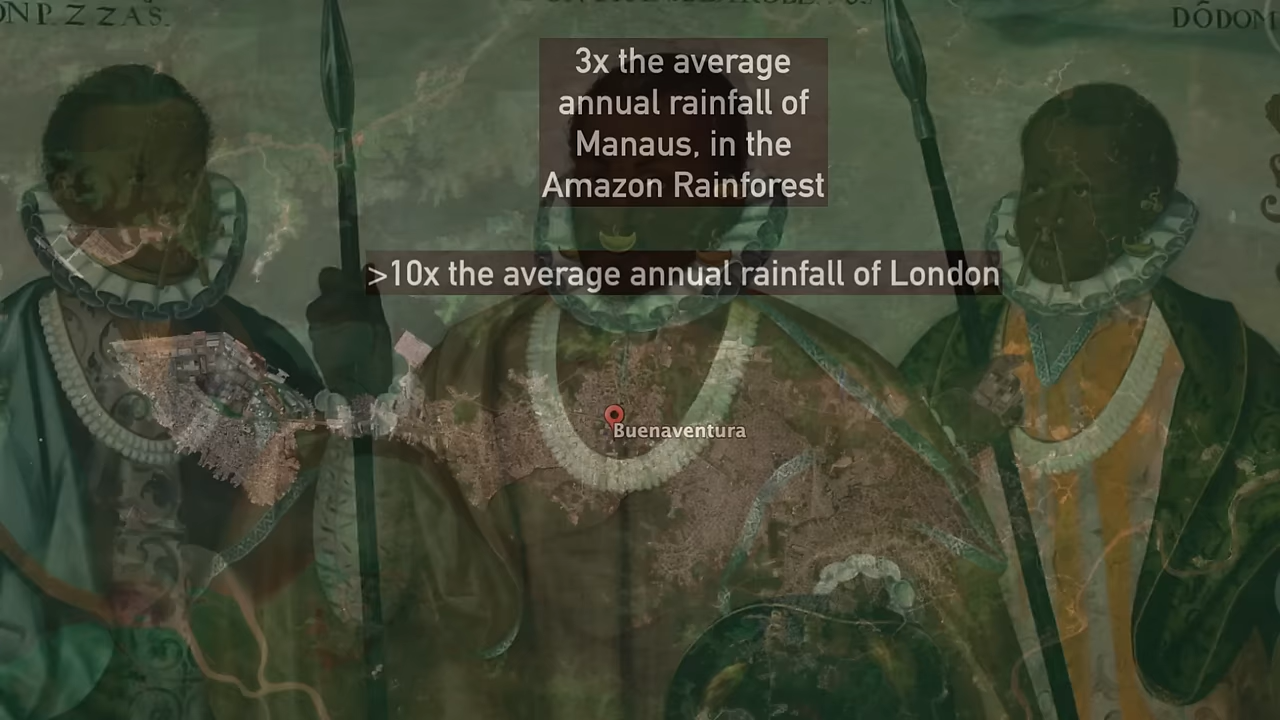 3x the average
annual rainfall of
Manaus, in the
Amazon Rainforest
>10x the average annual rainfall of London
Buenaventura